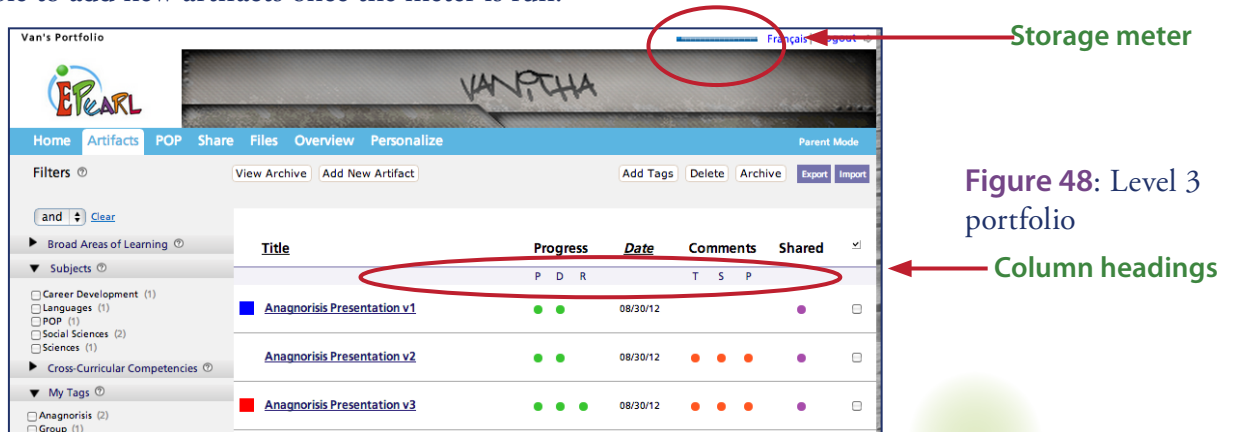 Van's Portfolio
Français
Storage meter
EPEARL
VANITHA
Home Artifacts POP Share Files Overview Personalize Parent Mode
Filters
View Archive Add New Artifact Add Tags Delete Archive Export Import
Figure 48: Level 3
portfolio
and Clear
Broad Areas of Learning
Title Progress Date Comments Shared
Column headings
Subjects
P D R T S P
Career Development (1)
Languages (1)
POP (1)
Social Sciences (2)
Sciences (1)
Cross-Curricular Competencies
My Tags
Anagnorisis (2)
Group (1)
Anagnorisis Presentation v1 08/30/12
Anagnorisis Presentation v2 08/30/12
Anagnorisis Presentation v3 08/30/12